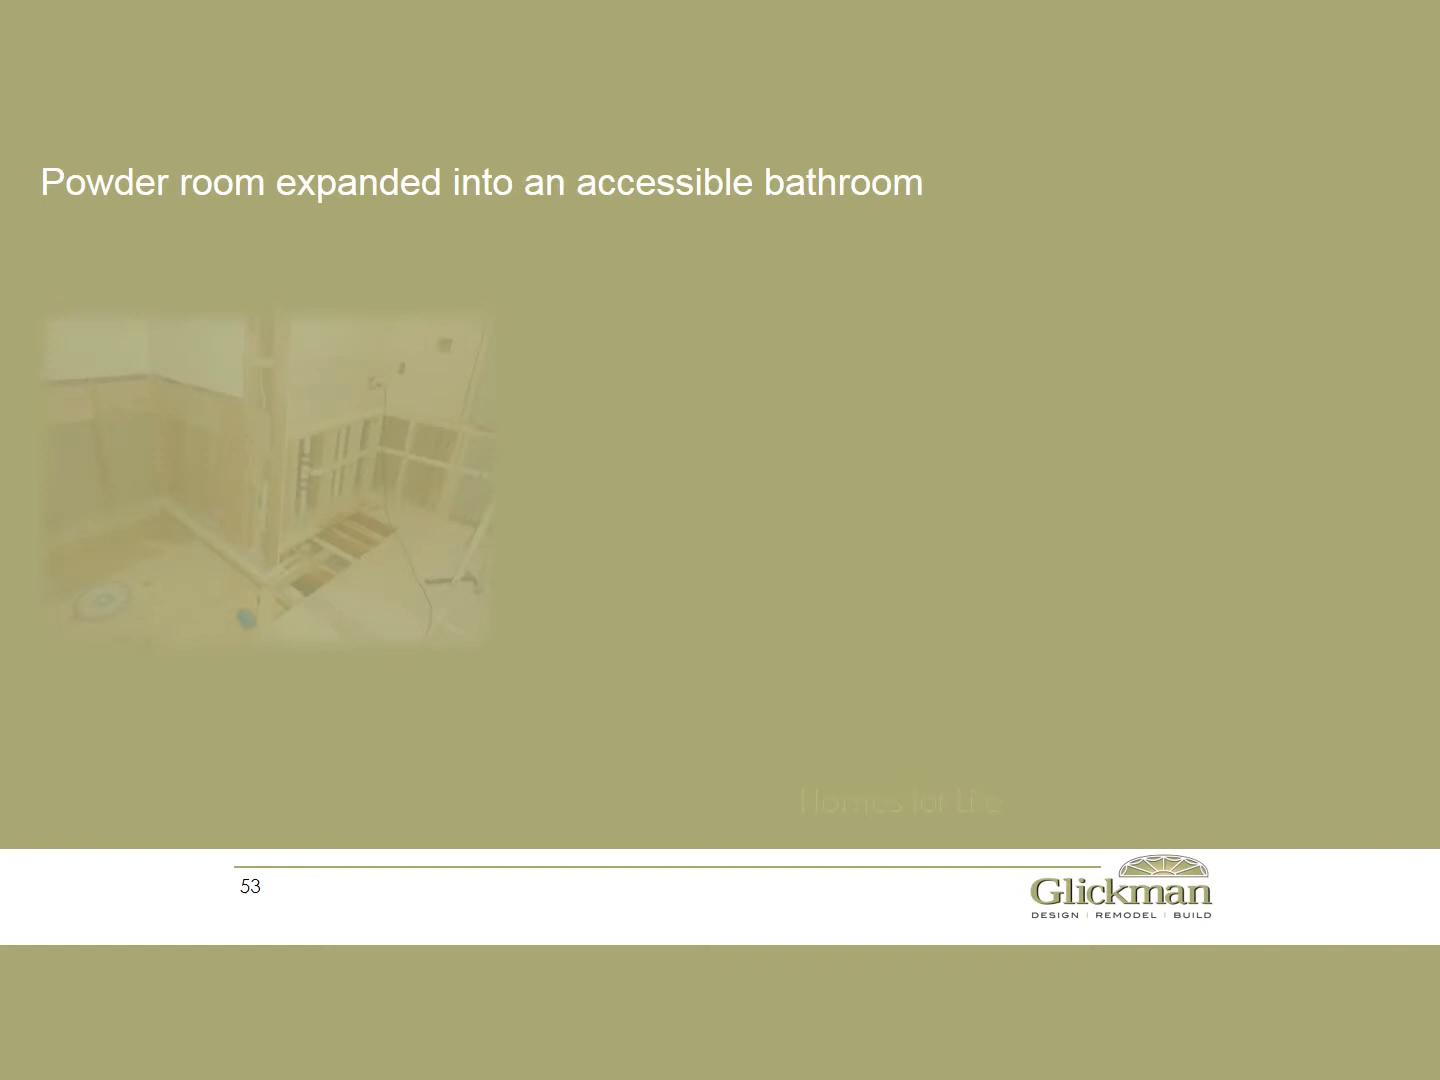 Powder room expanded into an accessible bathroom
Homes for Life
53
Glickman
DESIGN | REMODEL | BUILD